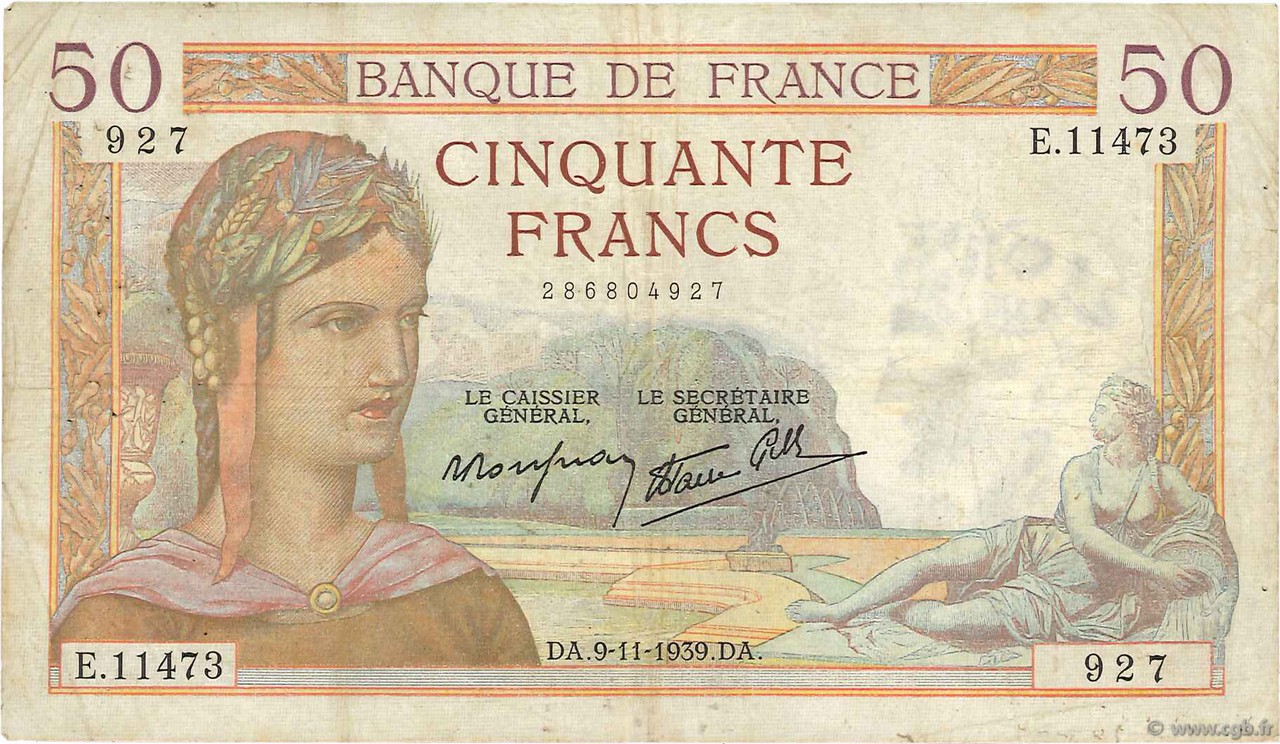 50 BANQUE DE FRANCE 50
927 E.11473
CINQUANTE
FRANCS
286804927
LE CAISSIER
GÉNÉRAL,
LE SECRÉTAIRE
GÉNÉRAL,
DA.9-11-1939.DA.
E.11473 927
© www.cgb.fr